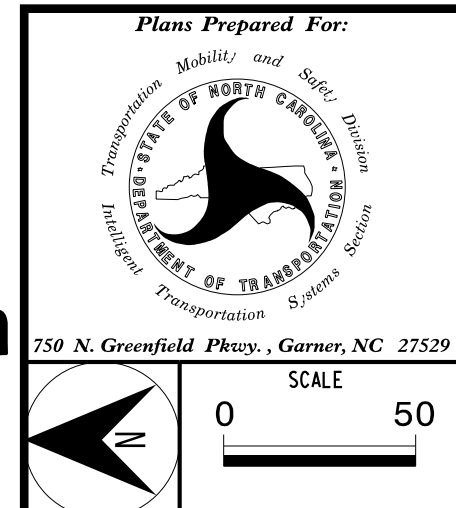 Plans Prepared For:
Transportation Mobility and Safety Division
STATE OF NORTH CAROLINA
DEPARTMENT OF TRANSPORTATION
Intelligent Transportation Systems Section
750 N. Greenfield Pkwy. , Garner, NC 27529
SCALE
0 50
N